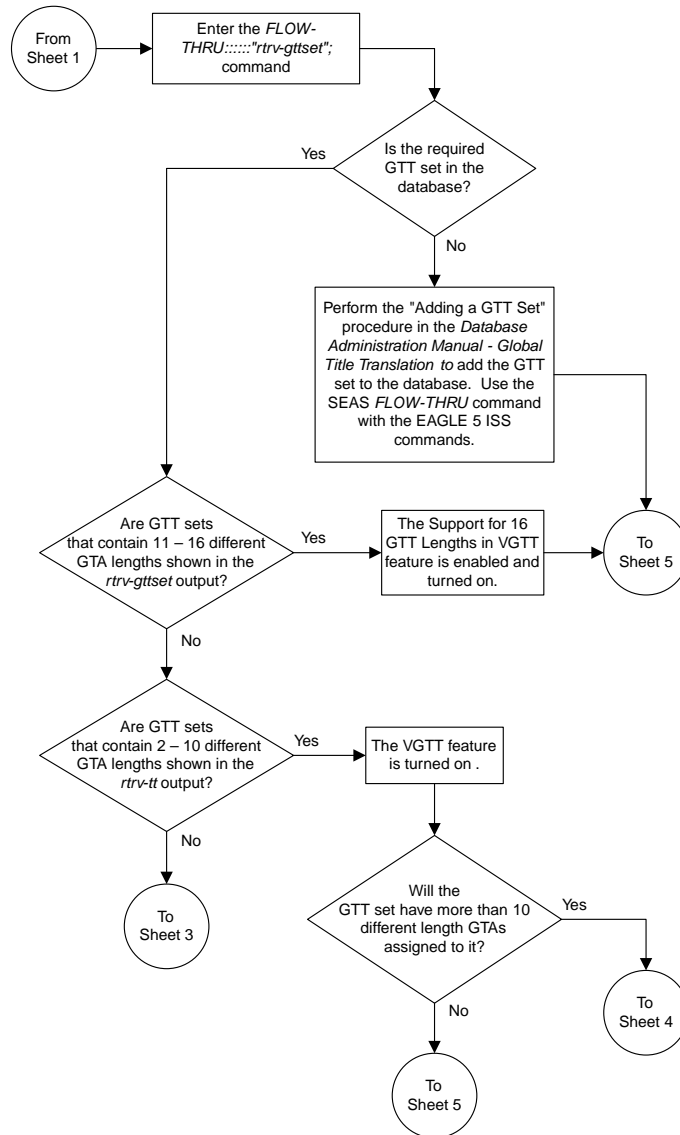 From
Sheet 1
Enter the FLOW-
THRU::::::"rtrv-gttset";
command
Is the required
GTT set in the
database?
Yes
No
Perform the "Adding a GTT Set"
procedure in the Database
Administration Manual - Global
Title Translation to add the GTT
set to the database.  Use the
SEAS FLOW-THRU command
with the EAGLE 5 ISS
commands.
Are GTT sets
that contain 11 – 16 different
GTA lengths shown in the
rtrv-gttset output?
Yes
The Support for 16
GTT Lengths in VGTT
feature is enabled and
turned on.
To
Sheet 5
No
Are GTT sets
that contain 2 – 10 different
GTA lengths shown in the
rtrv-tt output?
Yes
The VGTT feature
is turned on .
No
To
Sheet 3
Will the
GTT set have more than 10
different length GTAs
assigned to it?
Yes
To
Sheet 4
No
To
Sheet 5